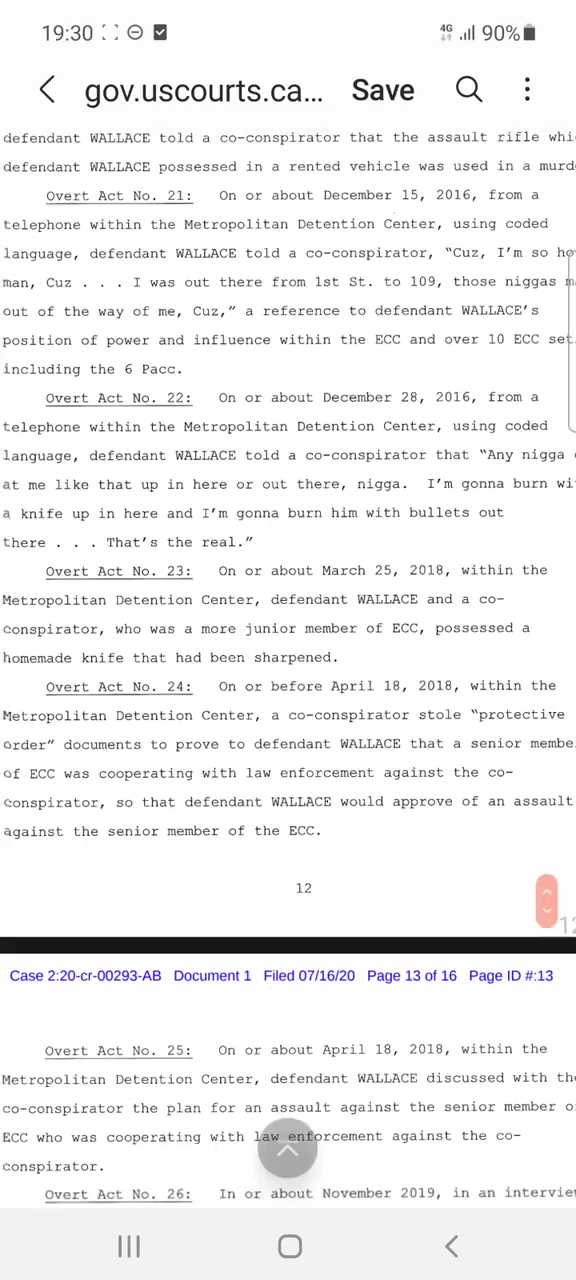 19:30
4G 90%
gov.uscourts.ca... Save
defendant WALLACE told a co-conspirator that the assault rifle whi
defendant WALLACE possessed in a rented vehicle was used in a murd
Overt Act No. 21: On or about December 15, 2016, from a
telephone within the Metropolitan Detention Center, using coded
language, defendant WALLACE told a co-conspirator, “Cuz, I’m so ho
man, Cuz . . . I was out there from 1st St. to 109, those niggas m
out of the way of me, Cuz,” a reference to defendant WALLACE’s
position of power and influence within the ECC and over 10 ECC set
including the 6 Pacc.
Overt Act No. 22: On or about December 28, 2016, from a
telephone within the Metropolitan Detention Center, using coded
language, defendant WALLACE told a co-conspirator that “Any nigga
at me like that up in here or out there, nigga. I’m gonna burn wi
a knife up in here and I’m gonna burn him with bullets out
there . . . That’s the real.”
Overt Act No. 23: On or about March 25, 2018, within the
Metropolitan Detention Center, defendant WALLACE and a co-
conspirator, who was a more junior member of ECC, possessed a
homemade knife that had been sharpened.
Overt Act No. 24: On or before April 18, 2018, within the
Metropolitan Detention Center, a co-conspirator stole “protective
order” documents to prove to defendant WALLACE that a senior membe
of ECC was cooperating with law enforcement against the co-
conspirator, so that defendant WALLACE would approve of an assault
against the senior member of the ECC.
12
12
Case 2:20-cr-00293-AB Document 1 Filed 07/16/20 Page 13 of 16 Page ID #:13
Overt Act No. 25: On or about April 18, 2018, within the
Metropolitan Detention Center, defendant WALLACE discussed with the
co-conspirator the plan for an assault against the senior member o
ECC who was cooperating with law enforcement against the co-
conspirator.
Overt Act No. 26: In or about November 2019, in an interview